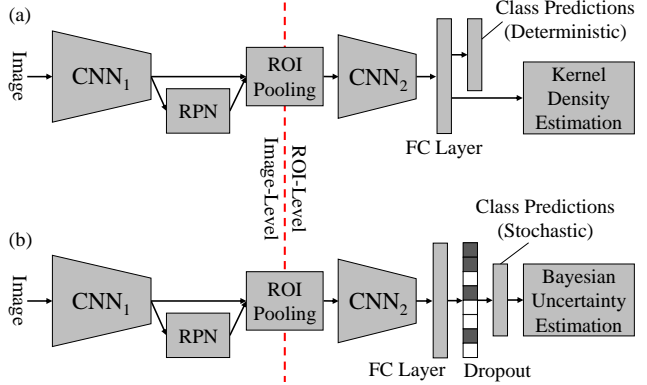 (a)
Image
CNN₁
RPN
ROI
Pooling
CNN₂
FC Layer
Class Predictions
(Deterministic)
Kernel
Density
Estimation
Image-Level
ROI-Level
(b)
Image
CNN₁
RPN
ROI
Pooling
CNN₂
FC Layer
Dropout
Class Predictions
(Stochastic)
Bayesian
Uncertainty
Estimation